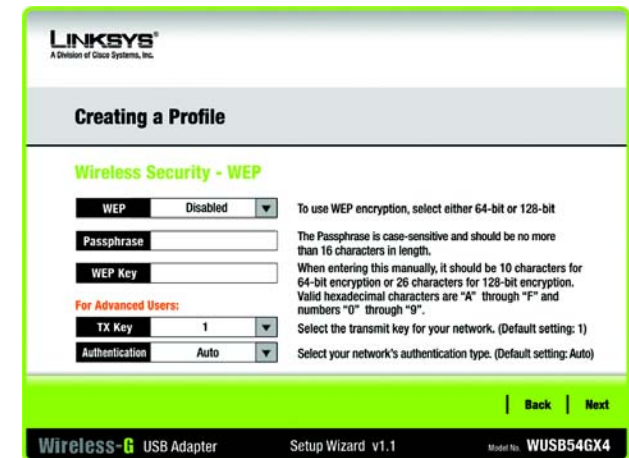 LINKSYS®
A Division of Cisco Systems, Inc.
Creating a Profile
Wireless Security - WEP
WEP Disabled To use WEP encryption, select either 64-bit or 128-bit
Passphrase The Passphrase is case-sensitive and should be no more
than 16 characters in length.
WEP Key When entering this manually, it should be 10 characters for
64-bit encryption or 26 characters for 128-bit encryption.
Valid hexadecimal characters are "A" through "F" and
numbers "0" through "9".
For Advanced Users:
TX Key 1 Select the transmit key for your network. (Default setting: 1)
Authentication Auto Select your network's authentication type. (Default setting: Auto)
Back Next
Wireless-G USB Adapter Setup Wizard v1.1 Model No. WUSB54GX4